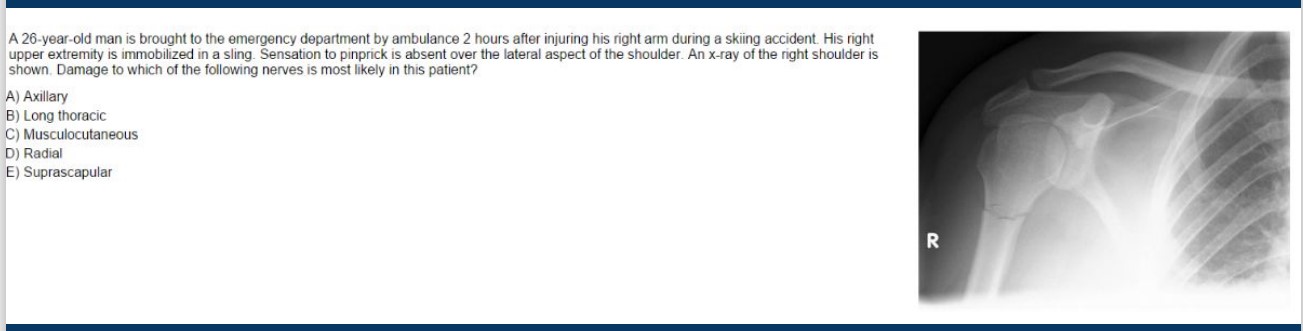 A 26-year-old man is brought to the emergency department by ambulance 2 hours after injuring his right arm during a skiing accident. His right
upper extremity is immobilized in a sling. Sensation to pinprick is absent over the lateral aspect of the shoulder. An x-ray of the right shoulder is
shown. Damage to which of the following nerves is most likely in this patient?
A) Axillary
B) Long thoracic
C) Musculocutaneous
D) Radial
E) Suprascapular
R